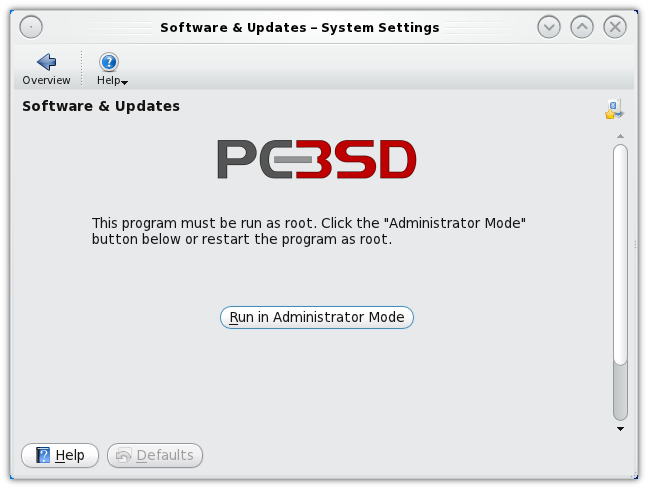 Software & Updates – System Settings
Overview
Help
Software & Updates
PCBSD
This program must be run as root. Click the "Administrator Mode"
button below or restart the program as root.
Run in Administrator Mode
Help
Defaults